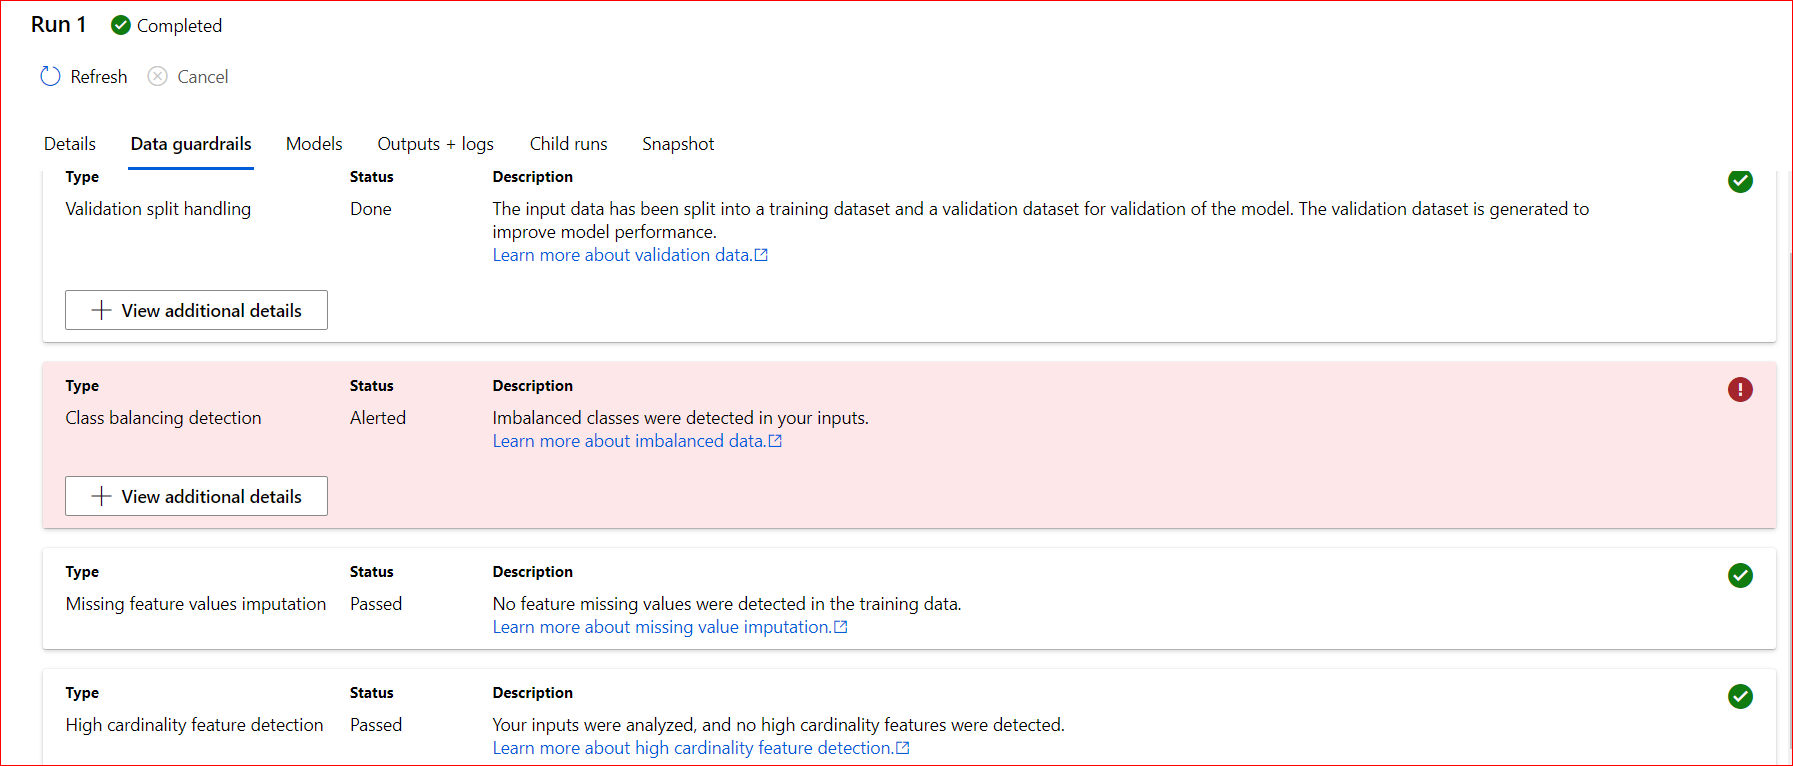 Run 1 Completed
Refresh Cancel
Details Data guardrails Models Outputs + logs Child runs Snapshot
Type Status Description
Validation split handling Done The input data has been split into a training dataset and a validation dataset for validation of the model. The validation dataset is generated to
improve model performance.
Learn more about validation data.
View additional details
Type Status Description
Class balancing detection Alerted Imbalanced classes were detected in your inputs.
Learn more about imbalanced data.
View additional details
Type Status Description
Missing feature values imputation Passed No feature missing values were detected in the training data.
Learn more about missing value imputation.
Type Status Description
High cardinality feature detection Passed Your inputs were analyzed, and no high cardinality features were detected.
Learn more about high cardinality feature detection.